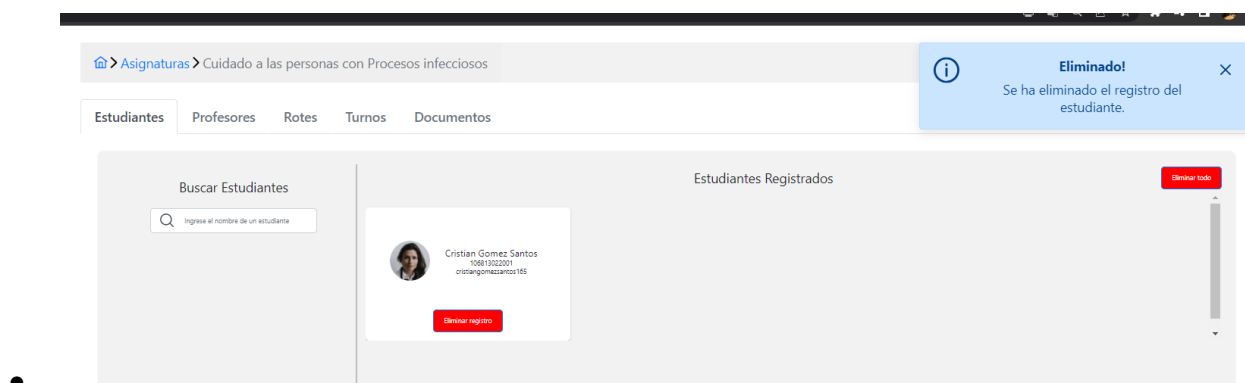 Asignaturas Cuidado a las personas con Procesos infecciosos
Eliminado!
Se ha eliminado el registro del
estudiante.
Estudiantes Profesores Rotes Turnos Documentos
Buscar Estudiantes
Ingrese el nombre de un estudiante
Estudiantes Registrados
Eliminar todo
Cristian Gomez Santos
106813022001
cristiangomezsantos165
Eliminar registro